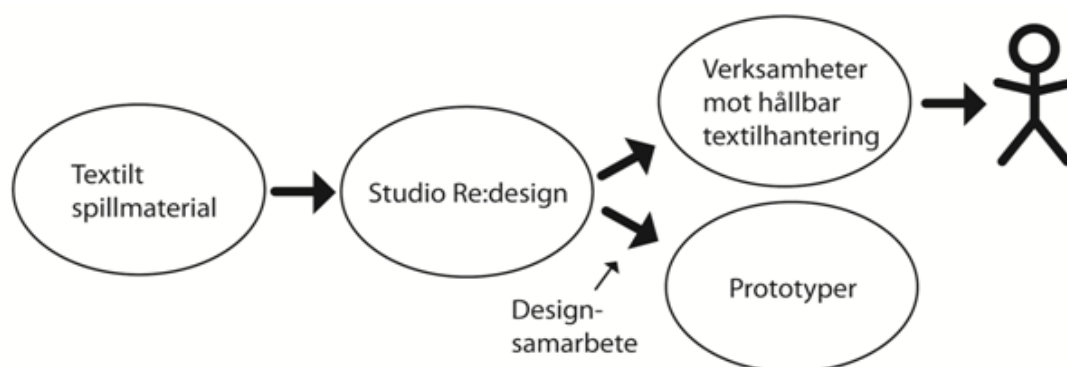 Textilt
spillmaterial
Studio Re:design
Verksamheter
mot hållbar
textilhantering
Design-
samarbete
Prototyper